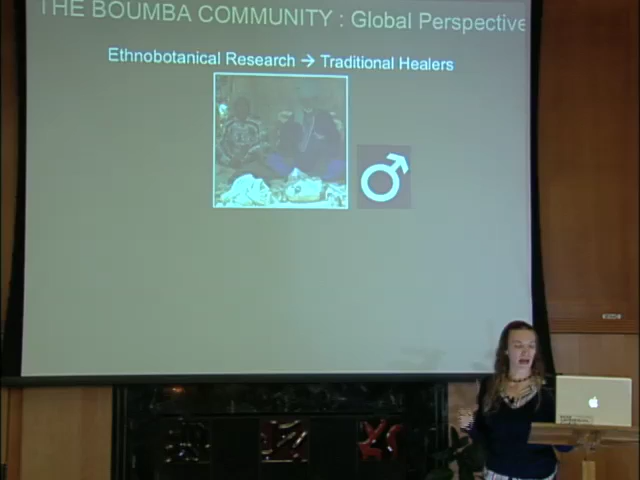 THE BOUMBA COMMUNITY : Global Perspective
Ethnobotanical Research → Traditional Healers